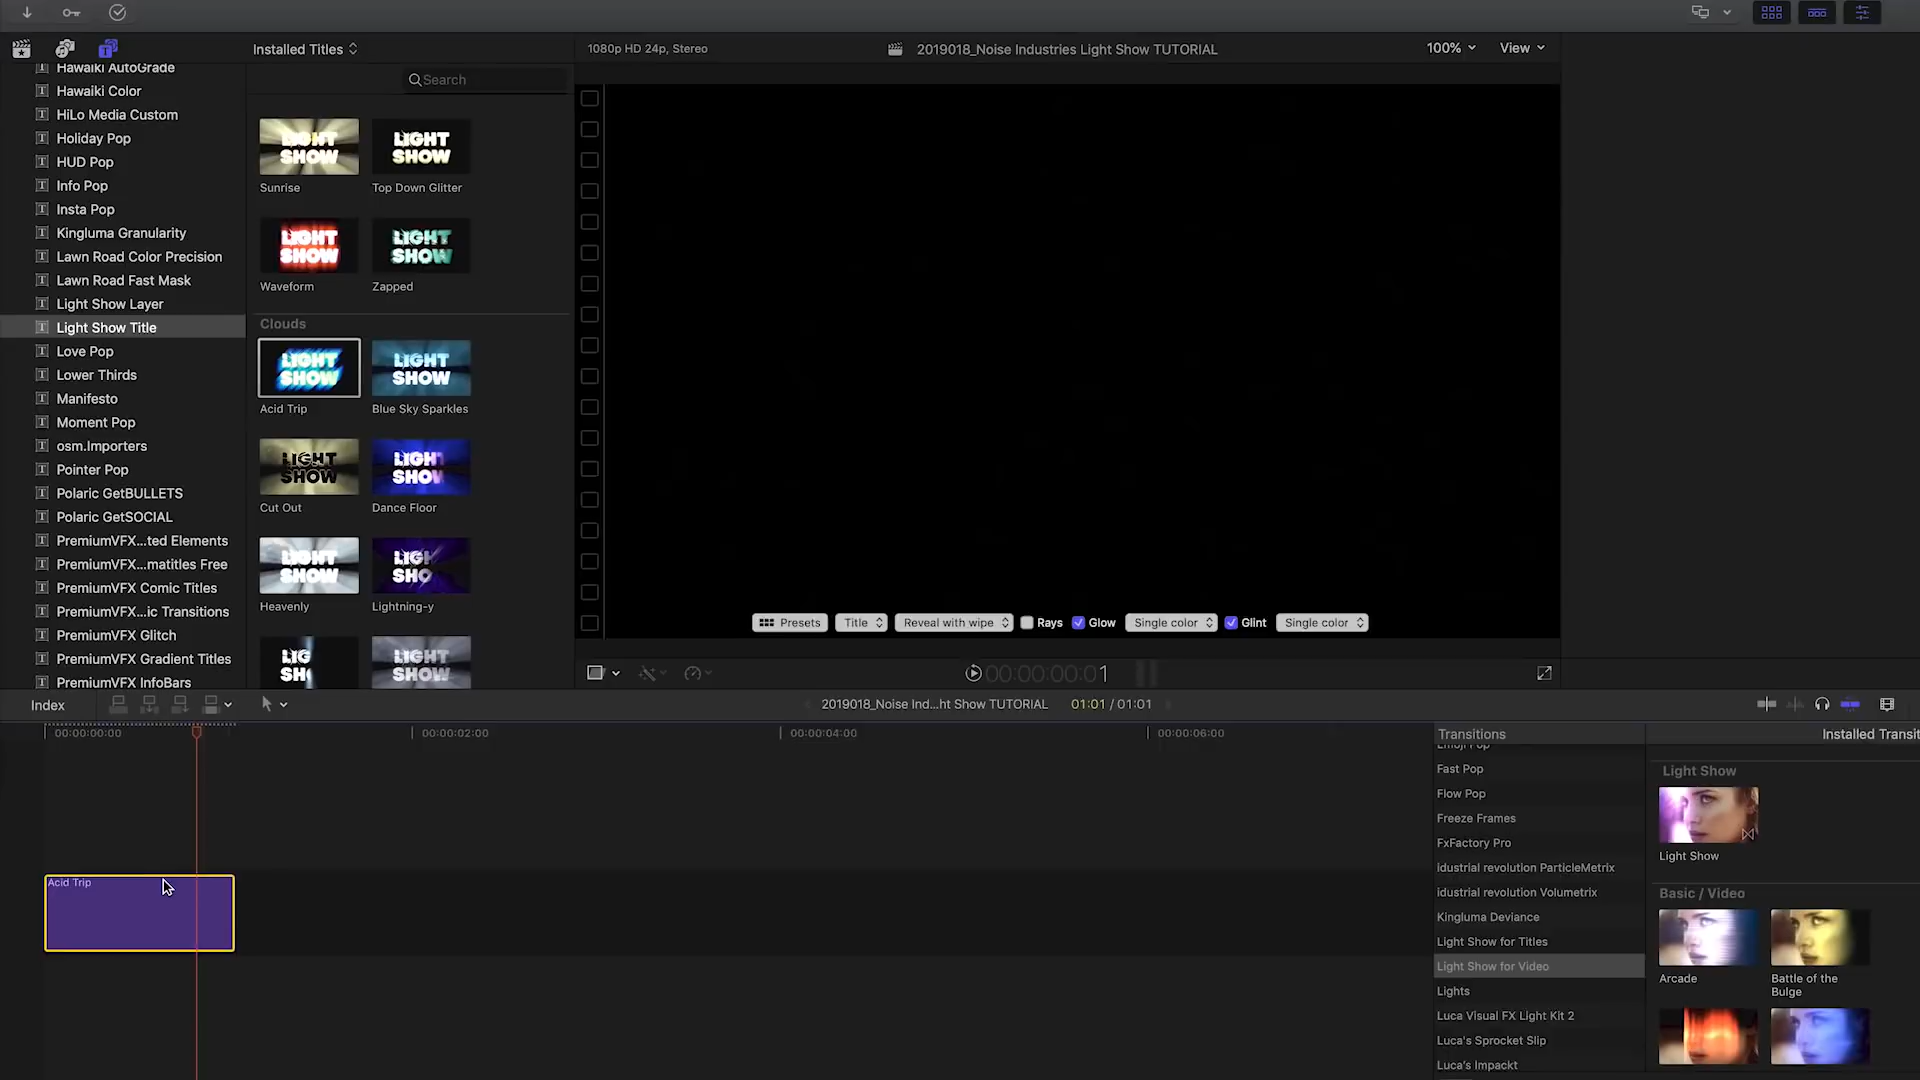 Installed Titles
1080p HD 24p, Stereo
2019018_Noise Industries Light Show TUTORIAL
100%
View
Hawaiki AutoGrade
Hawaiki Color
HiLo Media Custom
Holiday Pop
HUD Pop
Info Pop
Insta Pop
Kingluma Granularity
Lawn Road Color Precision
Lawn Road Fast Mask
Light Show Layer
Light Show Title
Love Pop
Lower Thirds
Manifesto
Moment Pop
osm.Importers
Pointer Pop
Polaric GetBULLETS
Polaric GetSOCIAL
PremiumVFX...ted Elements
PremiumVFX...matitles Free
PremiumVFX Comic Titles
PremiumVFX...ic Transitions
PremiumVFX Glitch
PremiumVFX Gradient Titles
PremiumVFX InfoBars
Search
LIGHT SHOW
Sunrise
LIGHT SHOW
Top Down Glitter
LIGHT SHOW
Waveform
LIGHT SHOW
Zapped
Clouds
LIGHT SHOW
Acid Trip
LIGHT SHOW
Blue Sky Sparkles
LIGHT SHOW
Cut Out
LIGHT SHO
Dance Floor
LIGHT SHOW
Heavenly
LIGH SHO
Lightning-y
LIG SH
LIGHT SHOW
Presets
Title
Reveal with wipe
Rays
Glow
Single color
Glint
Single color
00:00:00:01
Index
2019018_Noise Ind...ht Show TUTORIAL
01:01 / 01:01
00:00:00:00
00:00:02:00
00:00:04:00
00:00:06:00
Acid Trip
Transitions
Installed Transit
Emoji Pop
Fast Pop
Flow Pop
Freeze Frames
FxFactory Pro
idustrial revolution ParticleMetrix
idustrial revolution Volumetrix
Kingluma Deviance
Light Show for Titles
Light Show for Video
Lights
Luca Visual FX Light Kit 2
Luca's Sprocket Slip
Luca's Impackt
Light Show
Light Show
Basic / Video
Arcade
Battle of the
Bulge